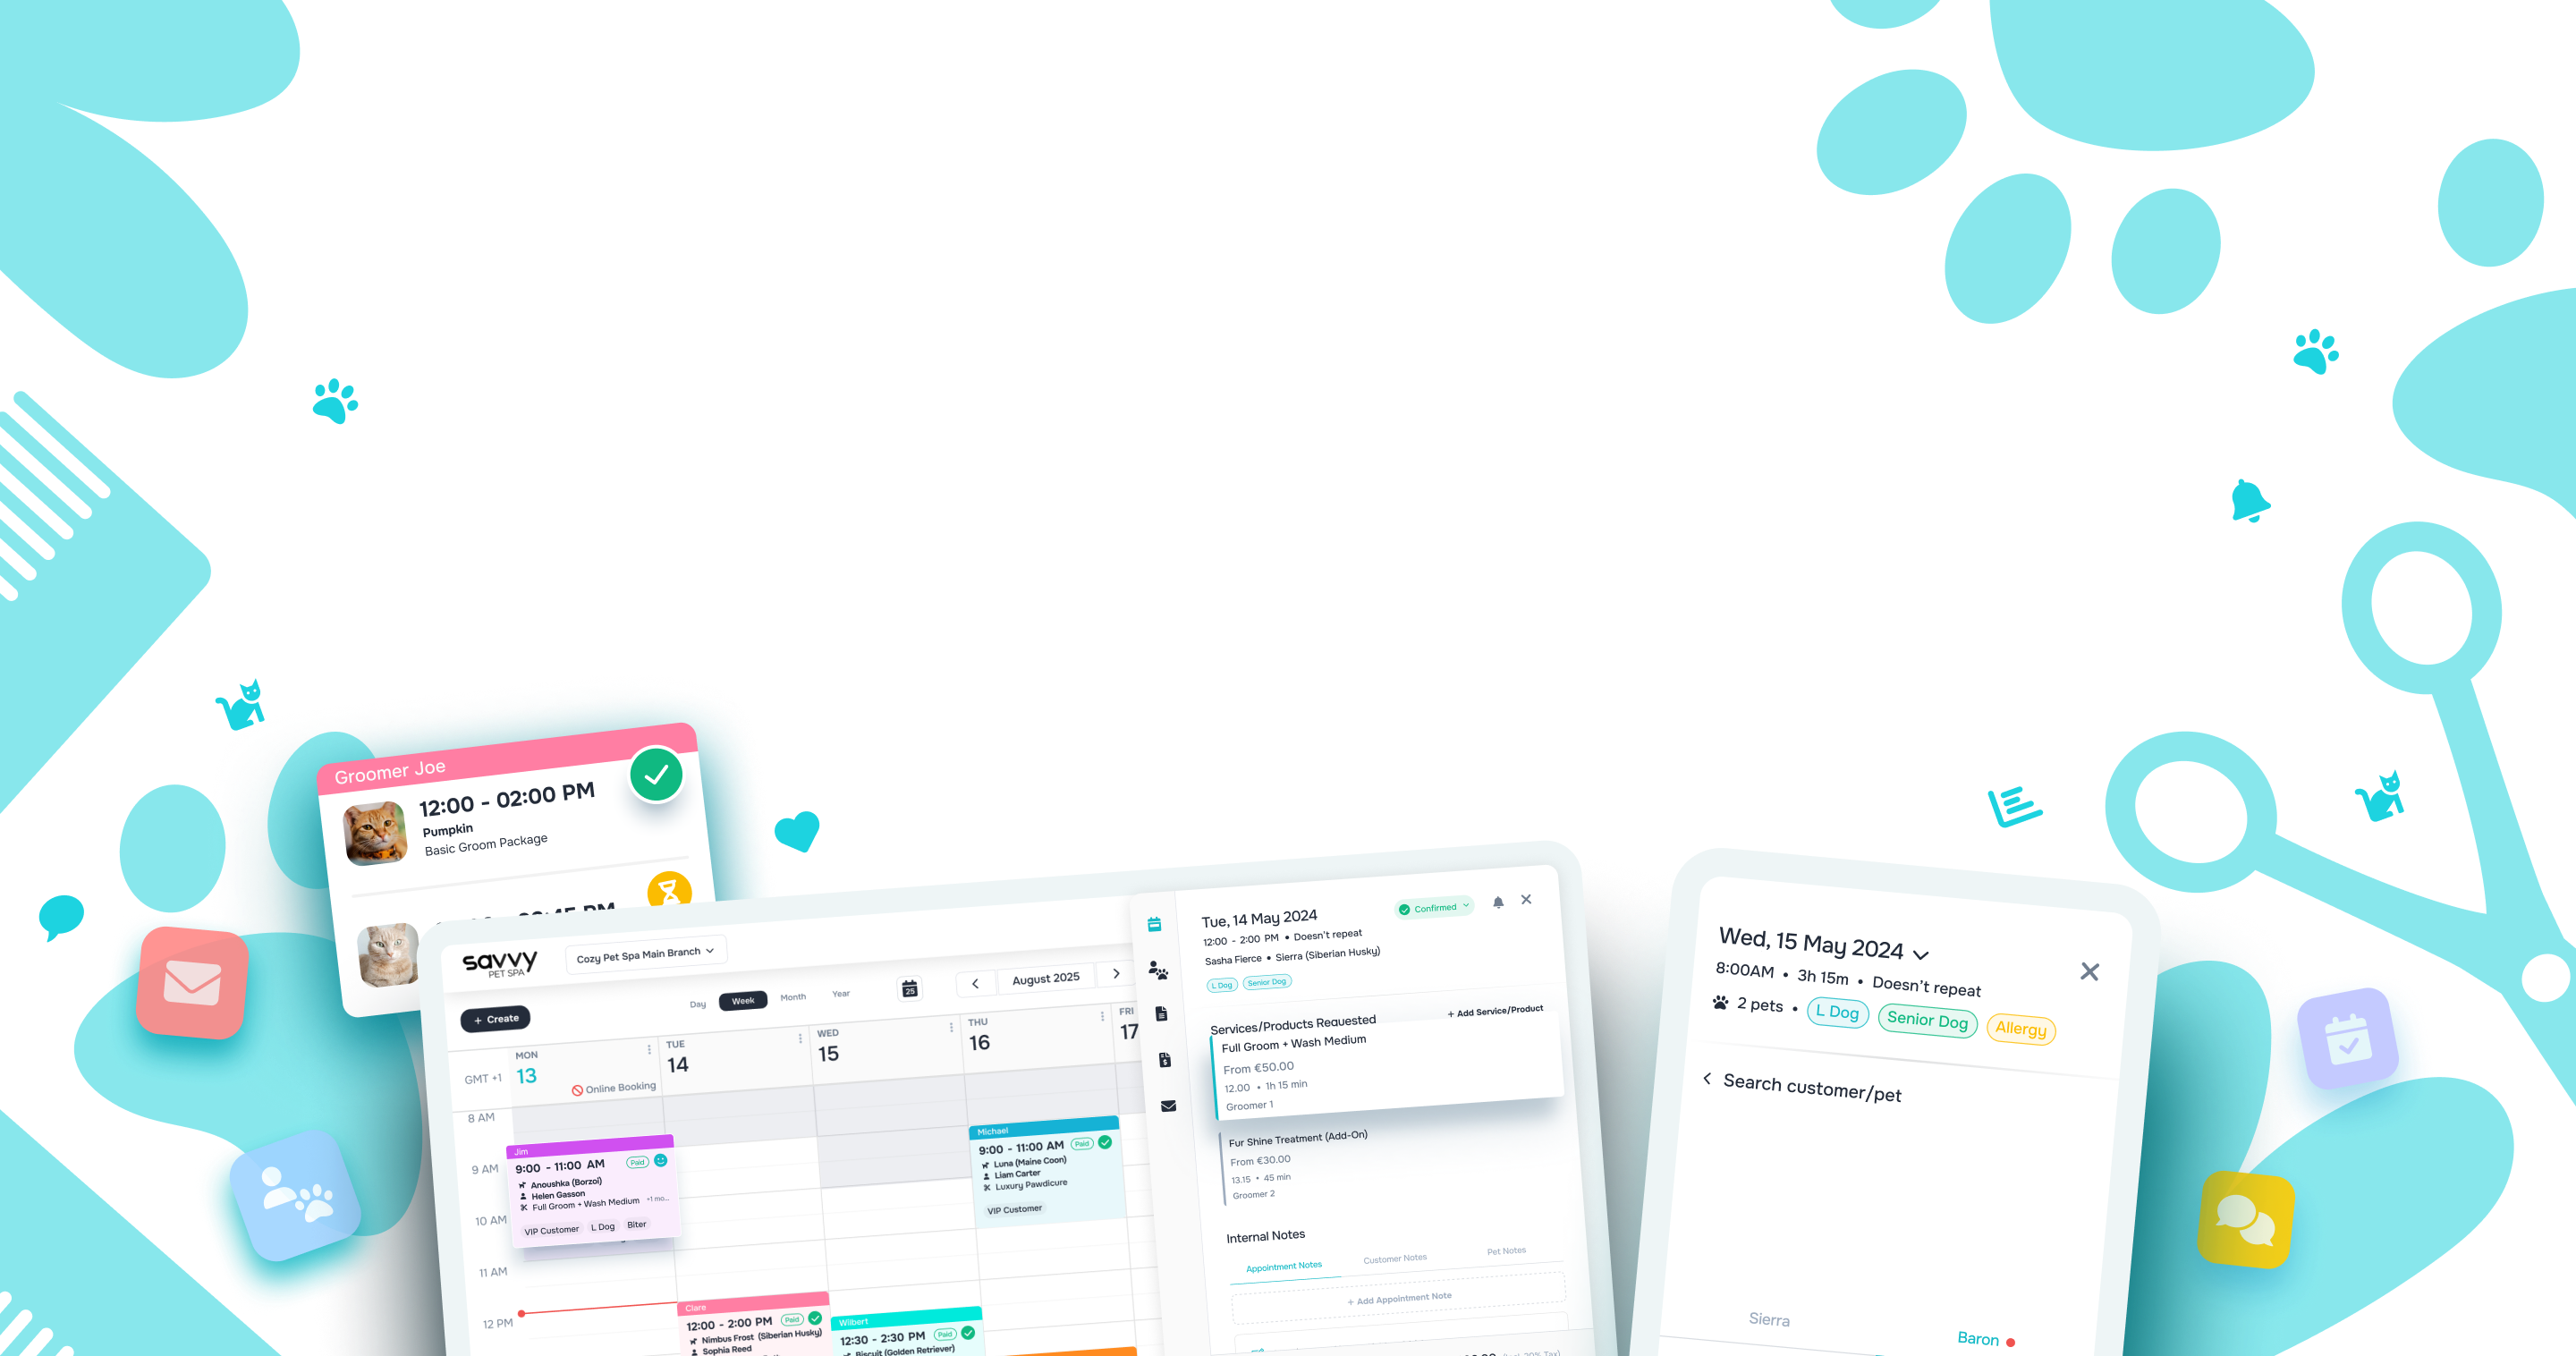 Groomer Joe
12:00 - 02:00 PM
Pumpkin
Basic Groom Package
savvy
PET SPA
Cozy Pet Spa Main Branch
+ Create
Day
Week
Month
Year
25
August 2025
GMT +1
MON
13
Online Booking
TUE
14
WED
15
THU
16
FRI
17
8 AM
9 AM
10 AM
11 AM
12 PM
Jim
9:00 - 11:00 AM Paid
Anoushka (Borzoi)
Helen Gasson
Full Groom + Wash Medium +1 mo...
VIP Customer L Dog Biter
Michael
9:00 - 11:00 AM Paid
Luna (Maine Coon)
Liam Carter
Luxury Pawdicure
VIP Customer
Clare
12:00 - 2:00 PM Paid
Nimbus Frost (Siberian Husky)
Sophia Reed
Wilbert
12:30 - 2:30 PM Paid
Biscuit (Golden Retriever)
Tue, 14 May 2024
Confirmed
12:00 - 2:00 PM • Doesn't repeat
Sasha Fierce • Sierra (Siberian Husky)
L Dog Senior Dog
Services/Products Requested
+ Add Service/Product
Full Groom + Wash Medium
From €50.00
12.00 • 1h 15 min
Groomer 1
Fur Shine Treatment (Add-On)
From €30.00
13.15 • 45 min
Groomer 2
Internal Notes
Appointment Notes
Customer Notes
Pet Notes
+ Add Appointment Note
Wed, 15 May 2024
8:00AM • 3h 15m • Doesn't repeat
2 pets • L Dog Senior Dog Allergy
Search customer/pet
Sierra
Baron